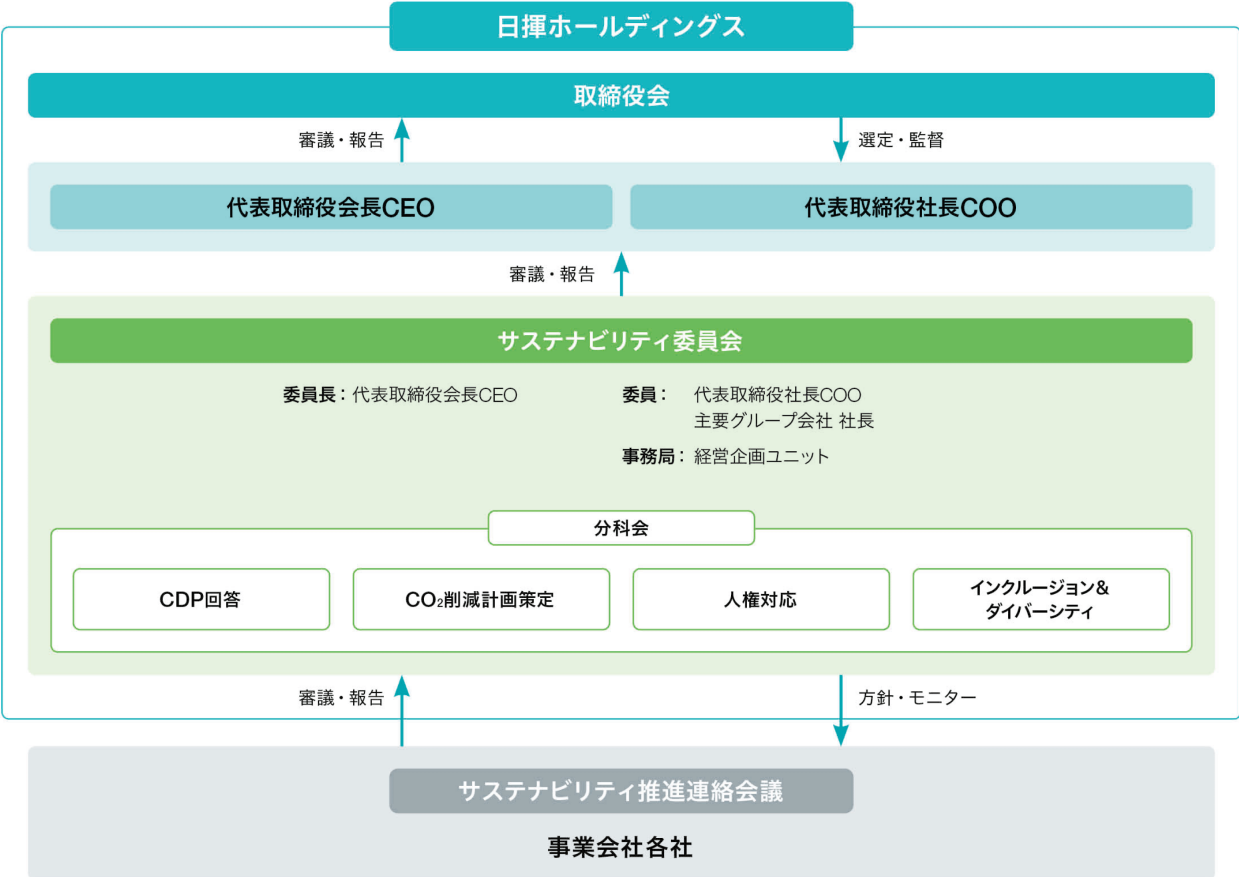 日揮ホールディングス
取締役会
審議・報告
選定・監督
代表取締役会長CEO
代表取締役社長COO
審議・報告
サステナビリティ委員会
委員長：代表取締役会長CEO
委員： 代表取締役社長COO
主要グループ会社 社長
事務局：経営企画ユニット
分科会
CDP回答
CO₂削減計画策定
人権対応
インクルージョン&
ダイバーシティ
審議・報告
方針・モニター
サステナビリティ推進連絡会議
事業会社各社